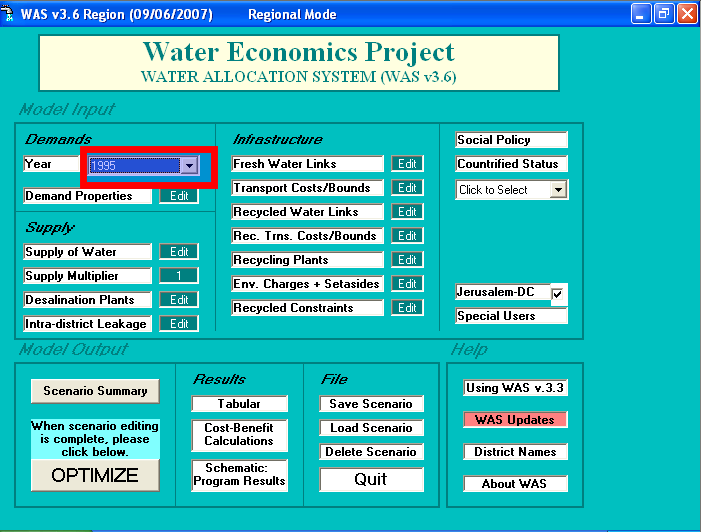 WAS v3.6 Region (09/06/2007) Regional Mode
Water Economics Project
WATER ALLOCATION SYSTEM (WAS v3.6)
Model Input
Demands
Year 1995
Demand Properties Edit
Supply
Supply of Water Edit
Supply Multiplier 1
Desalination Plants Edit
Intra-district Leakage Edit
Infrastructure
Fresh Water Links Edit
Transport Costs/Bounds Edit
Recycled Water Links Edit
Rec. Trns. Costs/Bounds Edit
Recycling Plants Edit
Env. Charges + Setasides Edit
Recycled Constraints Edit
Social Policy
Countrified Status
Click to Select
Jerusalem-DC
Special Users
Model Output
Scenario Summary
When scenario editing
is complete, please
click below.
OPTIMIZE
Results
Tabular
Cost-Benefit
Calculations
Schematic:
Program Results
File
Save Scenario
Load Scenario
Delete Scenario
Quit
Help
Using WAS v.3.3
WAS Updates
District Names
About WAS